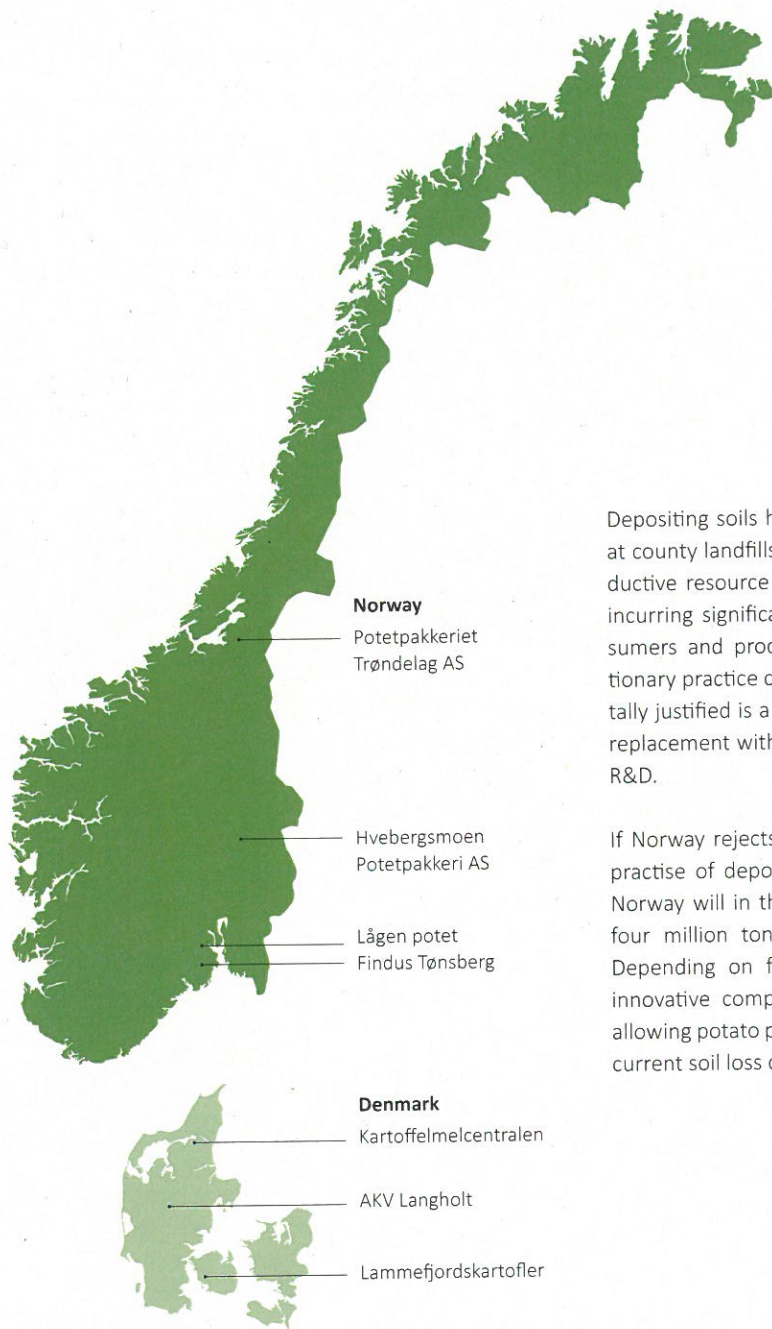 Norway
Potetpakkeriet
Trøndelag AS
Hvebergsmoen
Potetpakkeri AS
Lågen potet
Findus Tønsberg
Denmark
Kartoffelmelcentralen
AKV Langholt
Lammefjordskartofler
Depositing soils h
at county landfills
ductive resource
incurring significa
sumers and proc
tionary practice o
tally justified is a
replacement with
R&D.
If Norway rejects
practise of depo
Norway will in th
four million ton
Depending on f
innovative comp
allowing potato p
current soil loss o